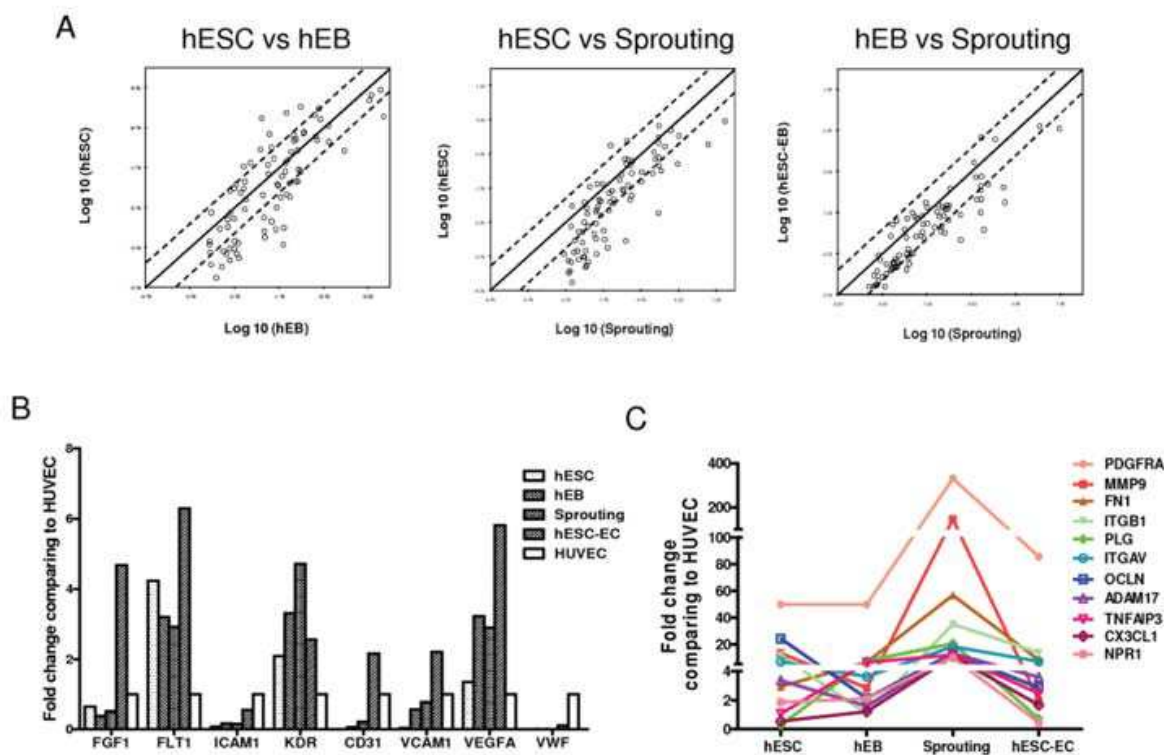 A
hESC vs hEB
hESC vs Sprouting
hEB vs Sprouting
Log 10 (hESC)
Log 10 (hEB)
Log 10 (hESC)
Log 10 (Sprouting)
Log 10 (hESC-EB)
Log 10 (Sprouting)
B
Fold change comparing to HUVEC
8
6
4
2
0
hESC
hEB
Sprouting
hESC-EC
HUVEC
FGF1 FLT1 ICAM1 KDR CD31 VCAM1 VEGFA VWF
C
Fold change
comparing to HUVEC
400
300
200
100
80
60
40
20
4
2
0
hESC hEB Sprouting hESC-EC
PDGFRA
MMP9
FN1
ITGB1
PLG
ITGAV
OCLN
ADAM17
TNFAIP3
CX3CL1
NPR1